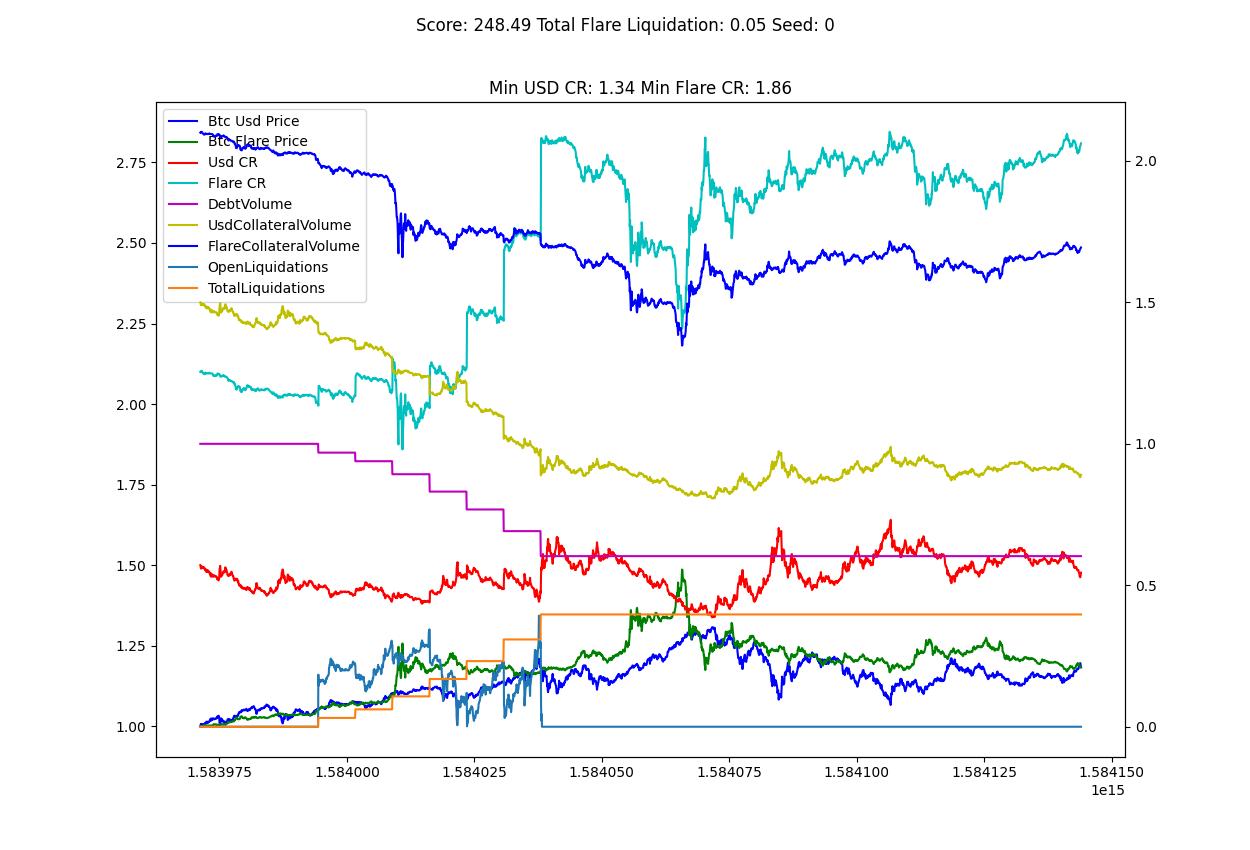 Score: 248.49 Total Flare Liquidation: 0.05 Seed: 0
Min USD CR: 1.34 Min Flare CR: 1.86
Btc Usd Price
Btc Flare Price
Usd CR
Flare CR
DebtVolume
UsdCollateralVolume
FlareCollateralVolume
OpenLiquidations
TotalLiquidations
2.75
2.50
2.25
2.00
1.75
1.50
1.25
1.00
2.0
1.5
1.0
0.5
0.0
1.583975
1.584000
1.584025
1.584050
1.584075
1.584100
1.584125
1.584150
1e15